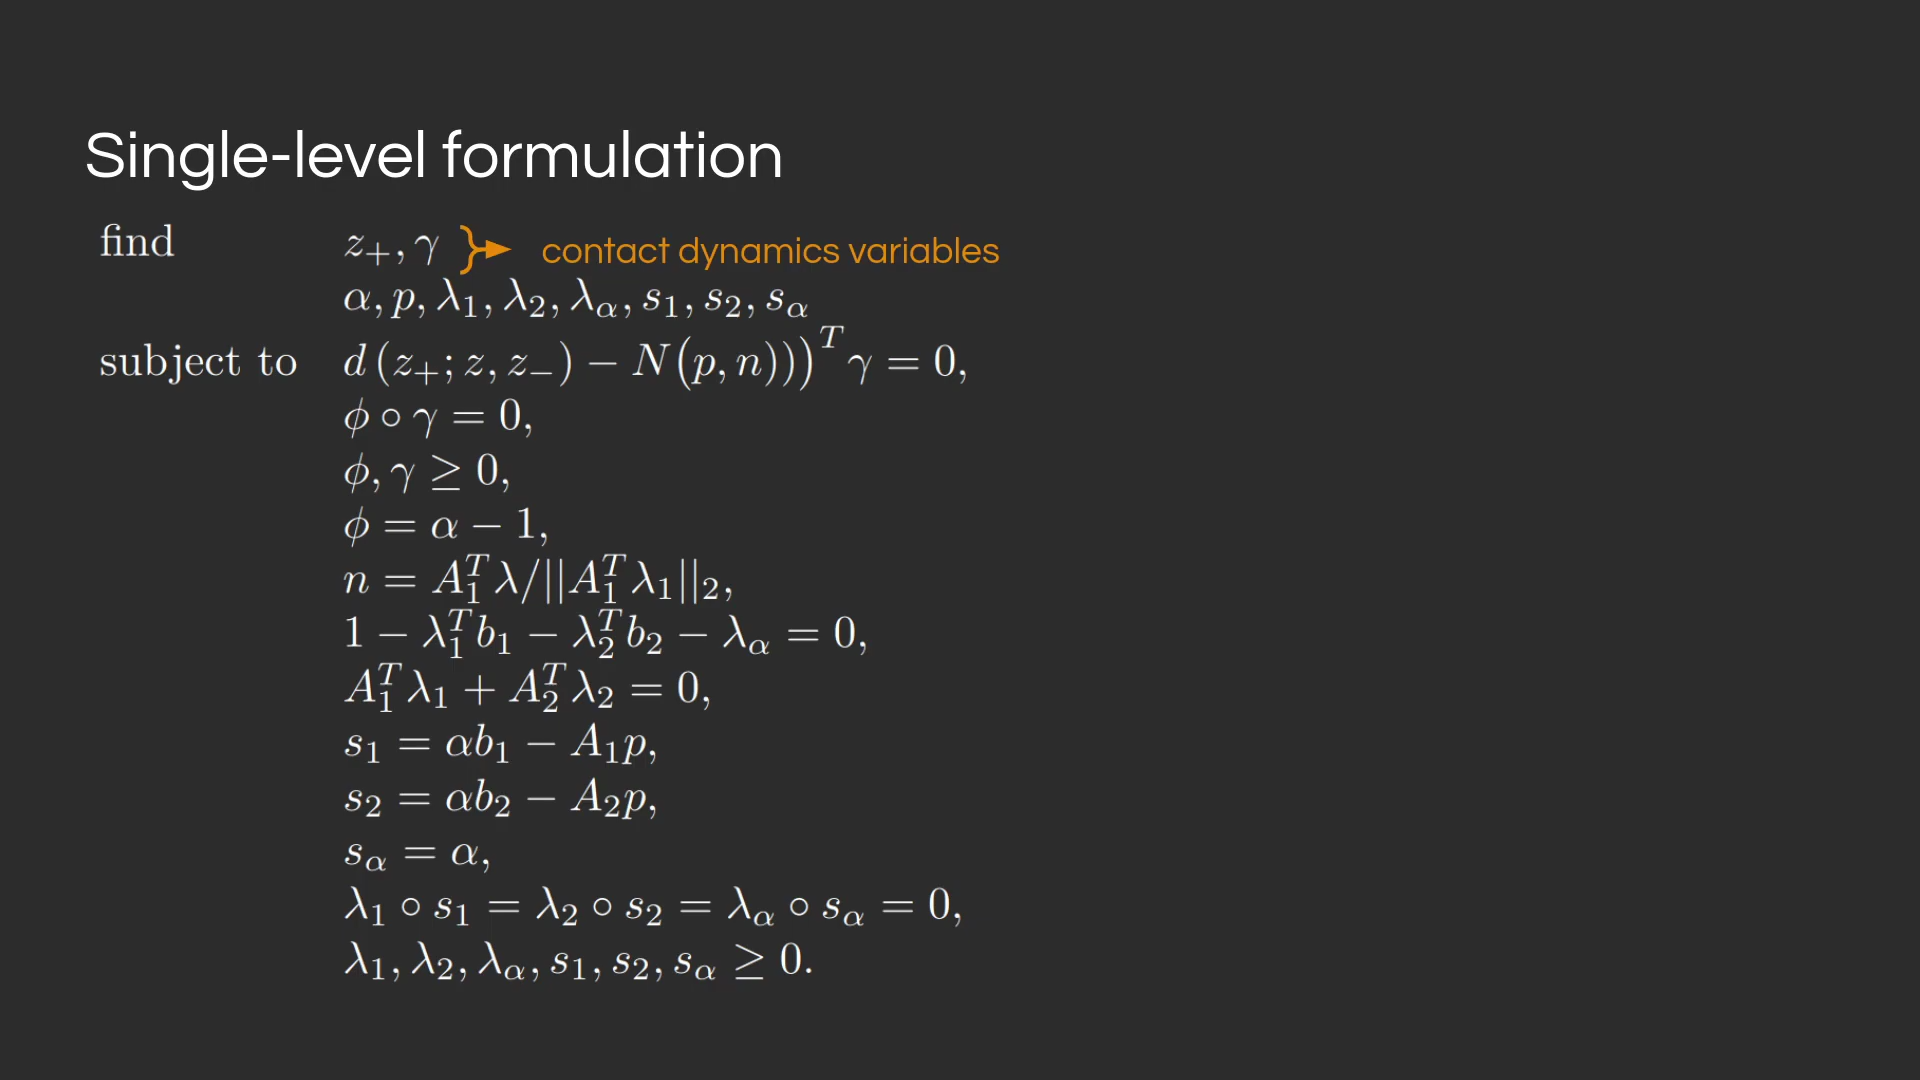 Single-level formulation
find z₊, γ contact dynamics variables
α, p, λ₁, λ₂, λ_α, s₁, s₂, s_α
subject to d (z₊; z, z₋) − N(p, n)))ᵀ γ = 0,
ϕ ∘ γ = 0,
ϕ, γ ≥ 0,
ϕ = α − 1,
n = A₁ᵀλ/||A₁ᵀλ₁||₂,
1 − λ₁ᵀb₁ − λ₂ᵀb₂ − λ_α = 0,
A₁ᵀλ₁ + A₂ᵀλ₂ = 0,
s₁ = αb₁ − A₁p,
s₂ = αb₂ − A₂p,
s_α = α,
λ₁ ∘ s₁ = λ₂ ∘ s₂ = λ_α ∘ s_α = 0,
λ₁, λ₂, λ_α, s₁, s₂, s_α ≥ 0.